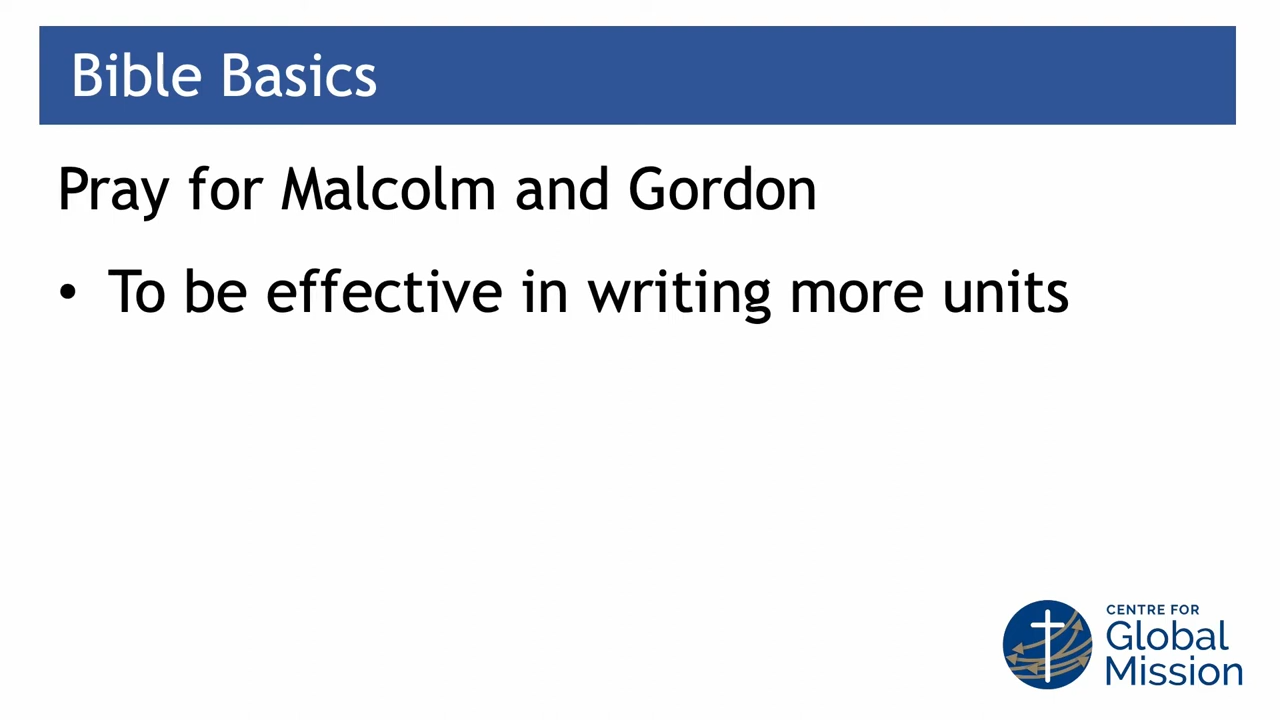 Bible Basics
Pray for Malcolm and Gordon
• To be effective in writing more units
CENTRE FOR
Global
Mission